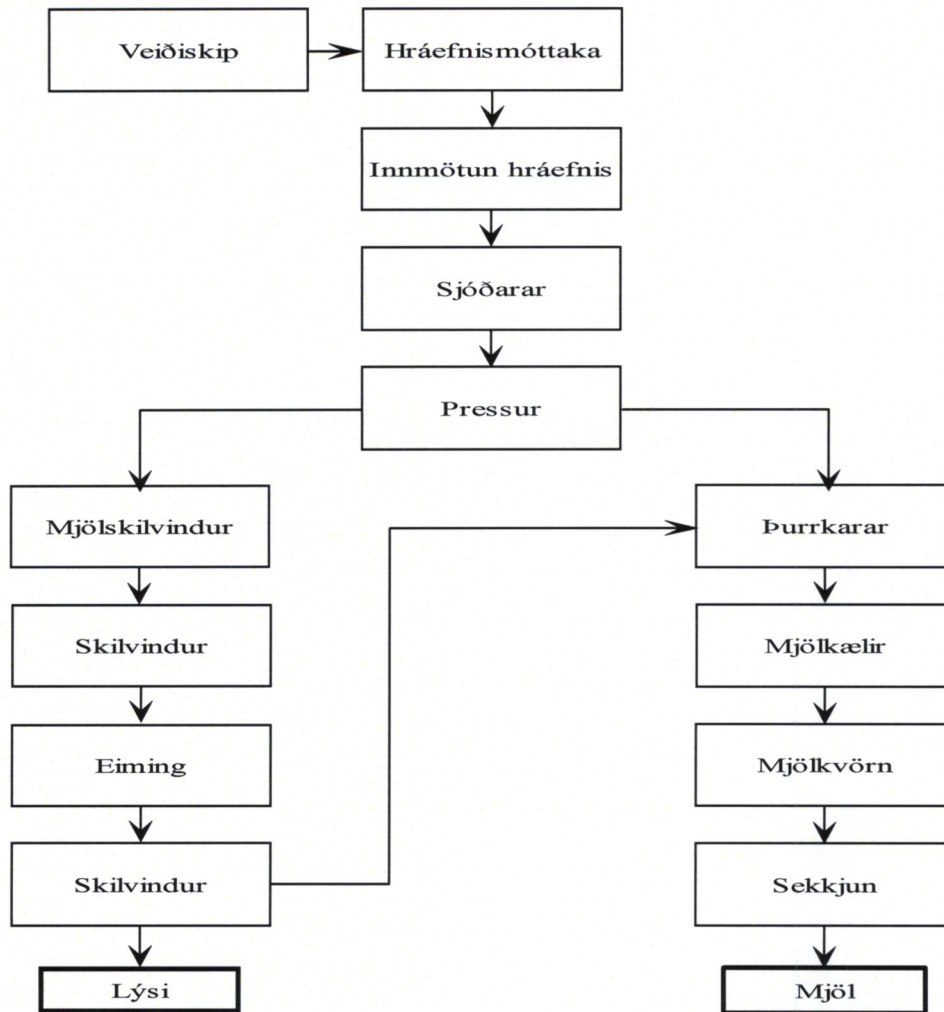 Veiðiskip
Hráefnismóttaka
Innmötun hráefnis
Sjóðarar
Pressur
Mjölskilvindur
Skilvindur
Eiming
Skilvindur
Lýsi
Þurrkarar
Mjölkælir
Mjölkvörn
Sekkjun
Mjöl